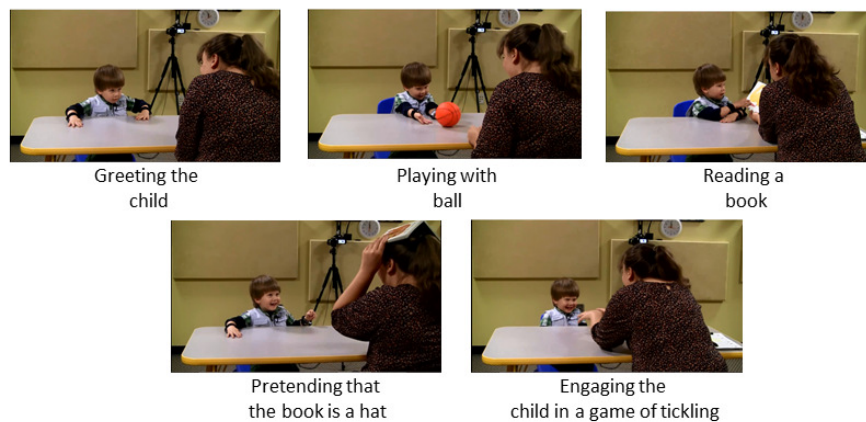 Greeting the
child
Playing with
ball
Reading a
book
Pretending that
the book is a hat
Engaging the
child in a game of tickling